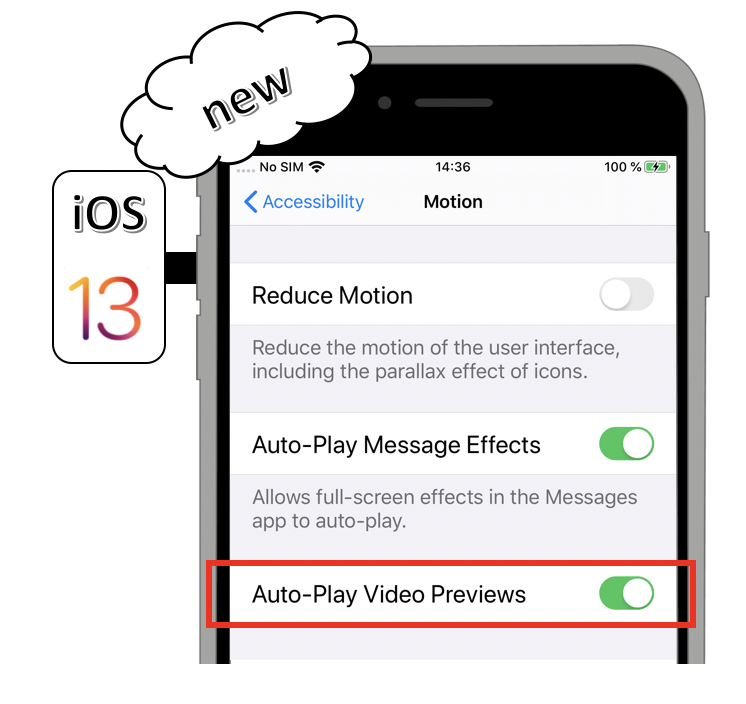 new
iOS
13
No SIM 14:36 100 %
Accessibility Motion
Reduce Motion
Reduce the motion of the user interface,
including the parallax effect of icons.
Auto-Play Message Effects
Allows full-screen effects in the Messages
app to auto-play.
Auto-Play Video Previews